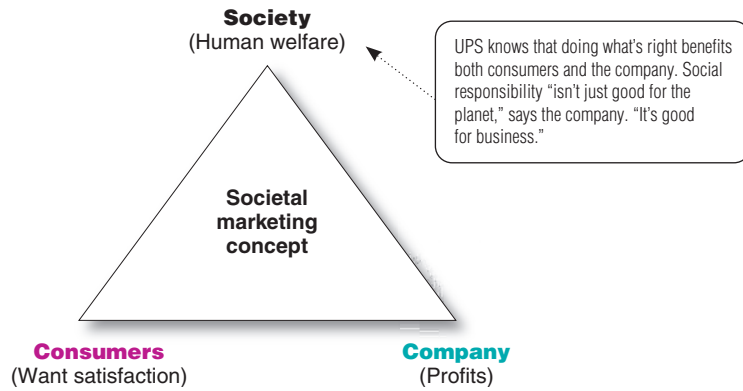 Society
(Human welfare)
UPS knows that doing what's right benefits
both consumers and the company. Social
responsibility “isn't just good for the
planet,” says the company. “It's good
for business.”
Societal
marketing
concept
Consumers
(Want satisfaction)
Company
(Profits)